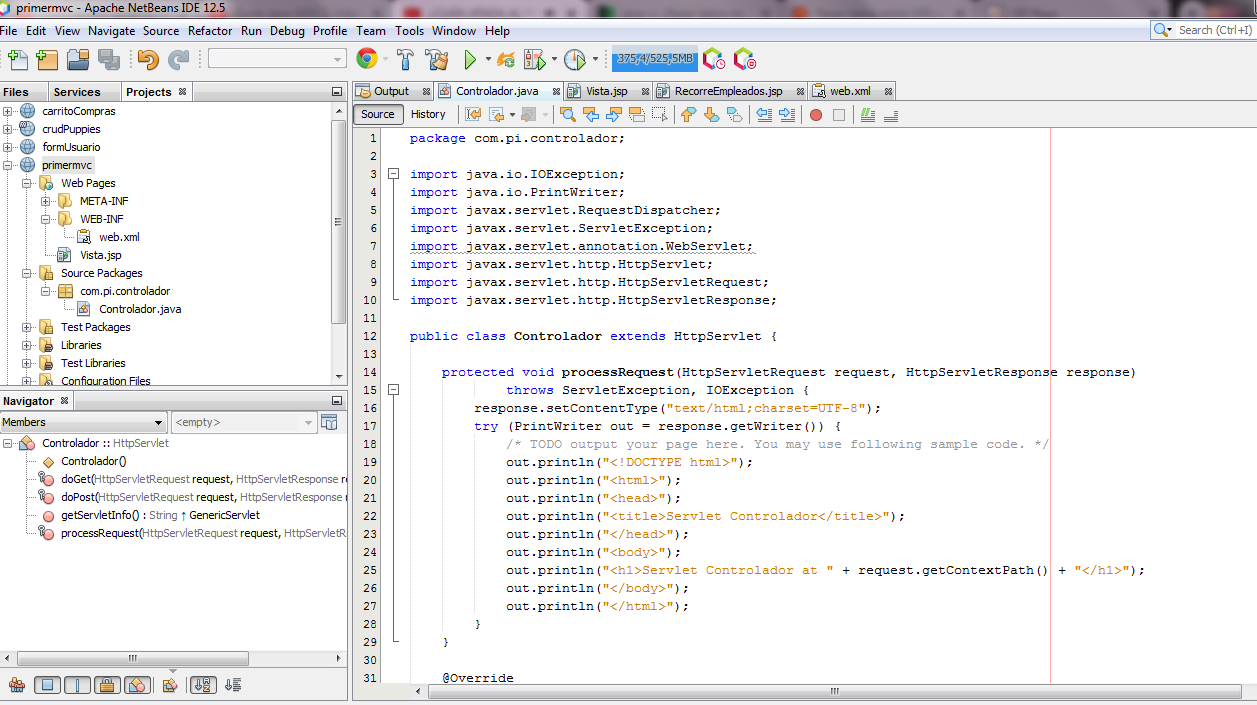 primermvc - Apache NetBeans IDE 12.5
File Edit View Navigate Source Refactor Run Debug Profile Team Tools Window Help
Search (Ctrl+I)
375,4/525,5MB
Files Services Projects
carritoCompras
crudPuppies
formUsuario
primermvc
Web Pages
META-INF
WEB-INF
web.xml
Vista.jsp
Source Packages
com.pi.controlador
Controlador.java
Test Packages
Libraries
Test Libraries
Configuration Files
Navigator
Members
<empty>
Controlador :: HttpServlet
Controlador()
doGet(HttpServletRequest request, HttpServletResponse re
doPost(HttpServletRequest request, HttpServletResponse r
getServletInfo() : String ↑ GenericServlet
processRequest(HttpServletRequest request, HttpServletR
Output Controlador.java Vista.jsp RecorreEmpleados.jsp web.xml
Source History
1 package com.pi.controlador;
2
3 import java.io.IOException;
4 import java.io.PrintWriter;
5 import javax.servlet.RequestDispatcher;
6 import javax.servlet.ServletException;
7 import javax.servlet.annotation.WebServlet;
8 import javax.servlet.http.HttpServlet;
9 import javax.servlet.http.HttpServletRequest;
10 import javax.servlet.http.HttpServletResponse;
11
12 public class Controlador extends HttpServlet {
13
14 protected void processRequest(HttpServletRequest request, HttpServletResponse response)
15 throws ServletException, IOException {
16 response.setContentType("text/html;charset=UTF-8");
17 try (PrintWriter out = response.getWriter()) {
18 /* TODO output your page here. You may use following sample code. */
19 out.println("<!DOCTYPE html>");
20 out.println("<html>");
21 out.println("<head>");
22 out.println("<title>Servlet Controlador</title>");
23 out.println("</head>");
24 out.println("<body>");
25 out.println("<h1>Servlet Controlador at " + request.getContextPath() + "</h1>");
26 out.println("</body>");
27 out.println("</html>");
28 }
29 }
30
31 @Override